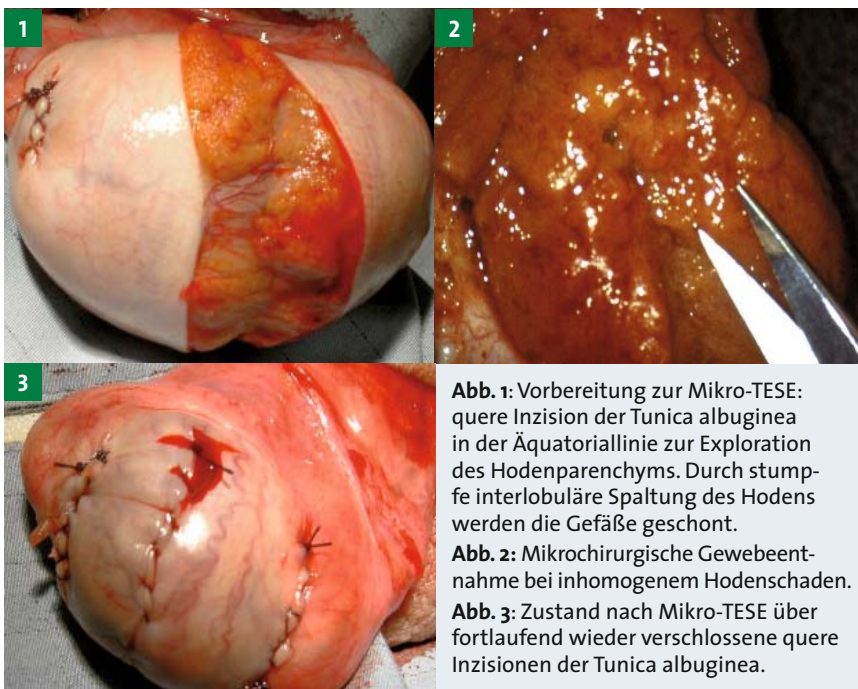 1
2
3
Abb. 1: Vorbereitung zur Mikro-TESE:
quere Inzision der Tunica albuginea
in der Äquatoriallinie zur Exploration
des Hodenparenchyms. Durch stump-
fe interlobuläre Spaltung des Hodens
werden die Gefäße geschont.
Abb. 2: Mikrochirurgische Gewebeent-
nahme bei inhomogenem Hodenschaden.
Abb. 3: Zustand nach Mikro-TESE über
fortlaufend wieder verschlossene quere
Inzisionen der Tunica albuginea.